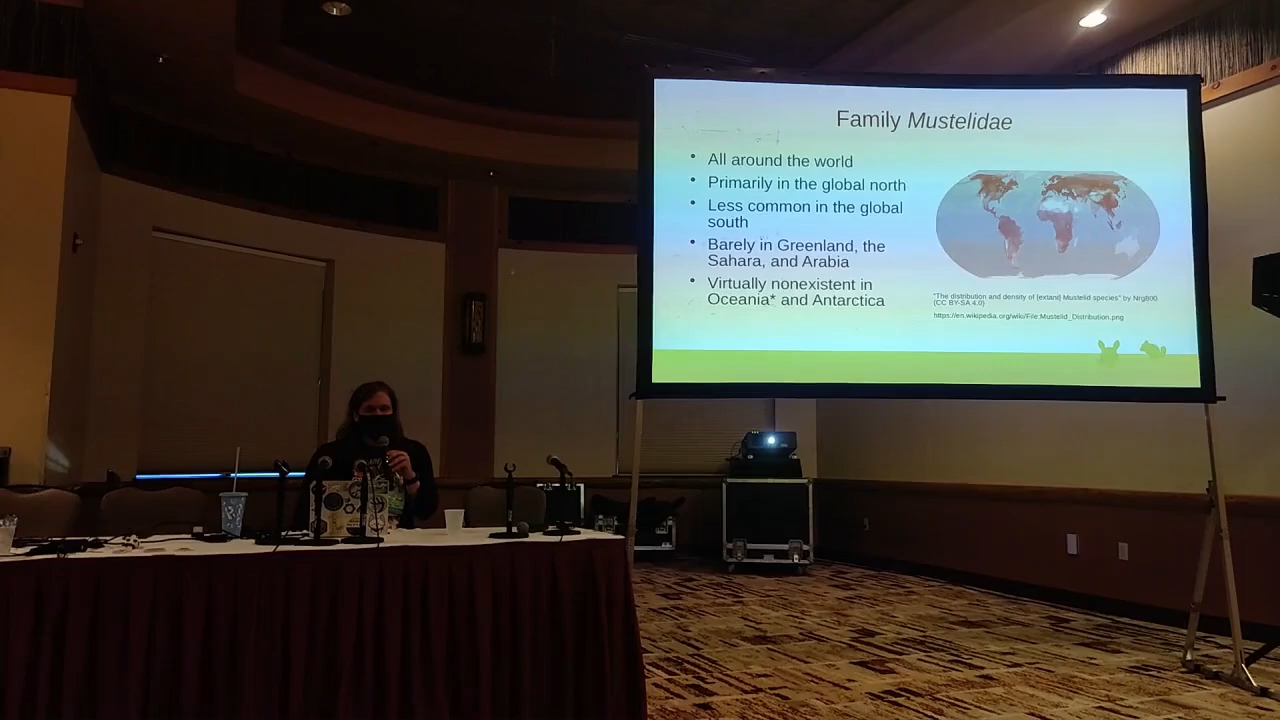 Family Mustelidae
• All around the world
• Primarily in the global north
• Less common in the global
south
• Barely in Greenland, the
Sahara, and Arabia
• Virtually nonexistent in
Oceania* and Antarctica
"The distribution and density of [extant] Mustelid species" by Nrg800
(CC BY-SA 4.0)
https://en.wikipedia.org/wiki/File:Mustelid_Distribution.png